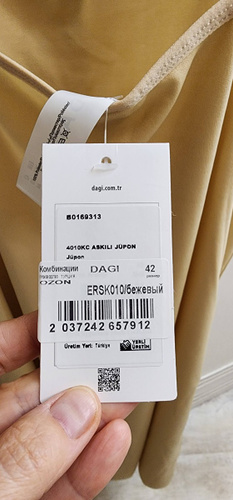 dagi.com.tr
B0169313
4010KC ASKILI JÜPON
Jüpon
Комбинации DAGI 42
OZON
ERSK010/бежевый
2 037242 657912
Üretim Yeri: Türkiye
YERLİ
ÜRETİM